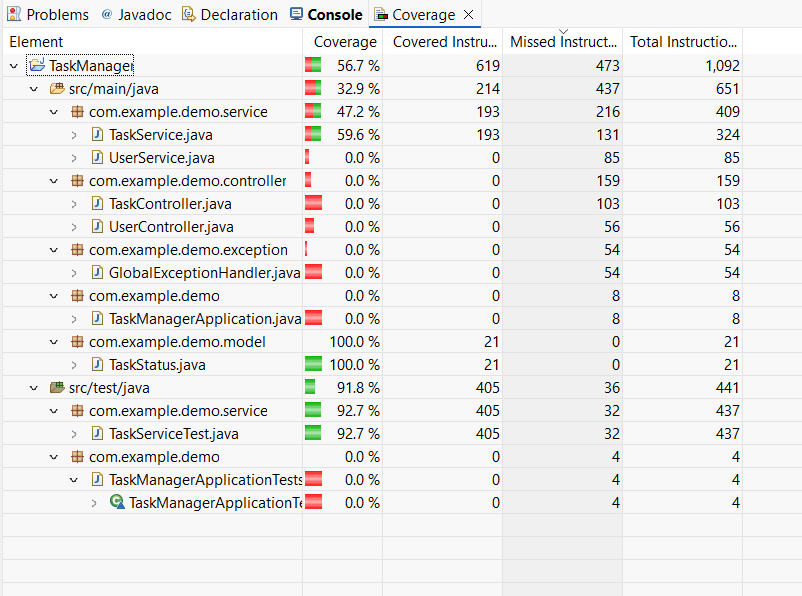 Problems @ Javadoc Declaration Console Coverage
Element Coverage Covered Instru... Missed Instruct... Total Instructio...
TaskManager 56.7 % 619 473 1,092
src/main/java 32.9 % 214 437 651
com.example.demo.service 47.2 % 193 216 409
TaskService.java 59.6 % 193 131 324
UserService.java 0.0 % 0 85 85
com.example.demo.controller 0.0 % 0 159 159
TaskController.java 0.0 % 0 103 103
UserController.java 0.0 % 0 56 56
com.example.demo.exception 0.0 % 0 54 54
GlobalExceptionHandler.java 0.0 % 0 54 54
com.example.demo 0.0 % 0 8 8
TaskManagerApplication.java 0.0 % 0 8 8
com.example.demo.model 100.0 % 21 0 21
TaskStatus.java 100.0 % 21 0 21
src/test/java 91.8 % 405 36 441
com.example.demo.service 92.7 % 405 32 437
TaskServiceTest.java 92.7 % 405 32 437
com.example.demo 0.0 % 0 4 4
TaskManagerApplicationTests 0.0 % 0 4 4
TaskManagerApplicationTe 0.0 % 0 4 4